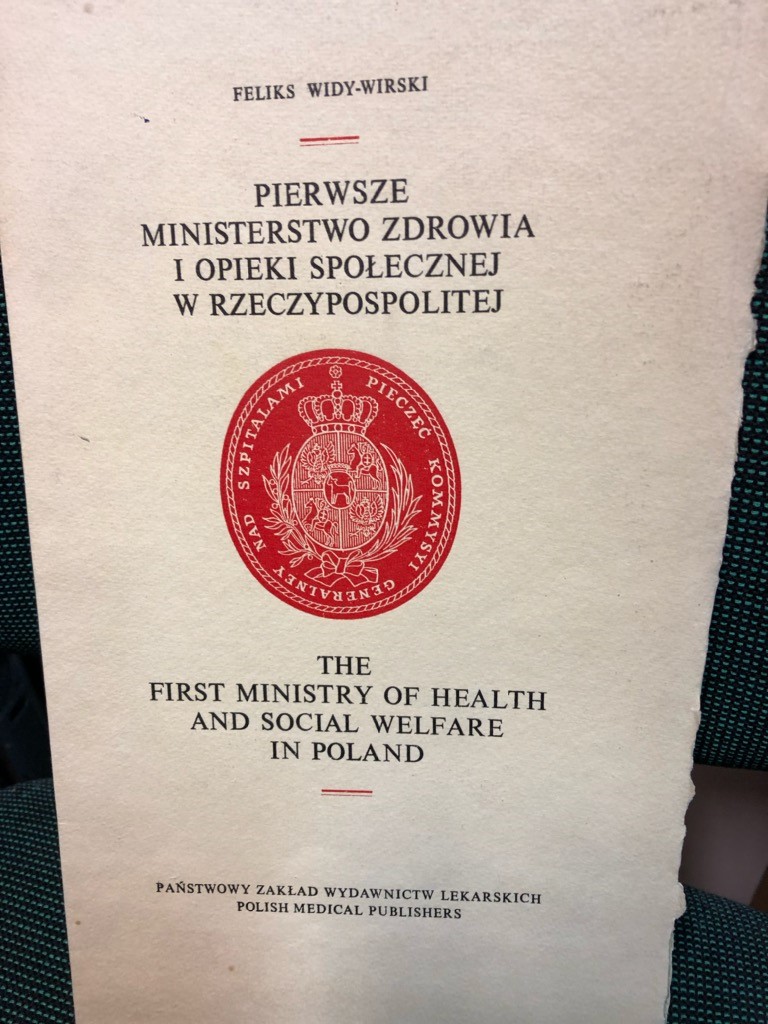 FELIKS WIDY-WIRSKI
PIERWSZE
MINISTERSTWO ZDROWIA
I OPIEKI SPOŁECZNEJ
W RZECZYPOSPOLITEJ
PIECZĘĆ KOMMYSYI GENERALNEY NAD SZPITALAMI
THE
FIRST MINISTRY OF HEALTH
AND SOCIAL WELFARE
IN POLAND
PAŃSTWOWY ZAKŁAD WYDAWNICTW LEKARSKICH
POLISH MEDICAL PUBLISHERS